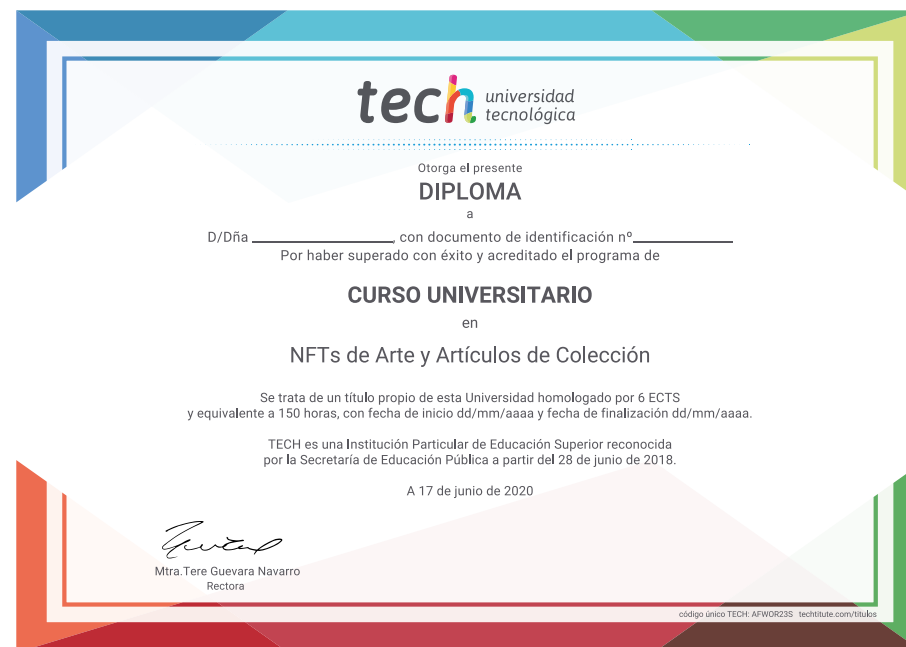 tech universidad
tecnológica
Otorga el presente
DIPLOMA
a
D/Dña ____________________, con documento de identificación nº______________
Por haber superado con éxito y acreditado el programa de
CURSO UNIVERSITARIO
en
NFTs de Arte y Artículos de Colección
Se trata de un título propio de esta Universidad homologado por 6 ECTS
y equivalente a 150 horas, con fecha de inicio dd/mm/aaaa y fecha de finalización dd/mm/aaaa.
TECH es una Institución Particular de Educación Superior reconocida
por la Secretaría de Educación Pública a partir del 28 de junio de 2018.
A 17 de junio de 2020
Mtra.Tere Guevara Navarro
Rectora
código único TECH: AFWOR23S techtitute.com/titulos